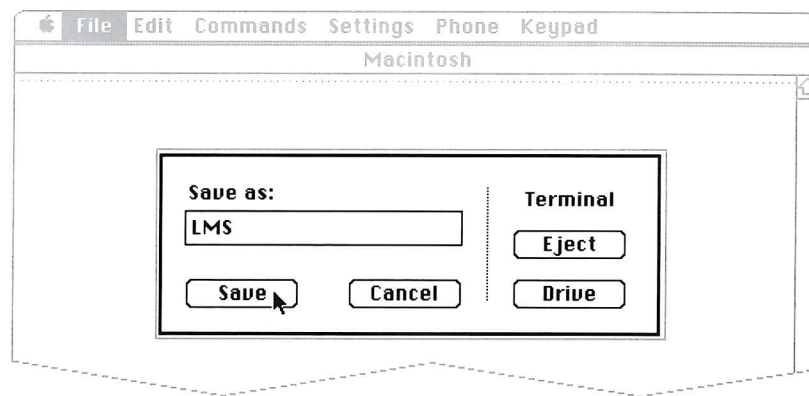 File Edit Commands Settings Phone Keypad
Macintosh
Save as:
LMS
Save
Cancel
Terminal
Eject
Drive